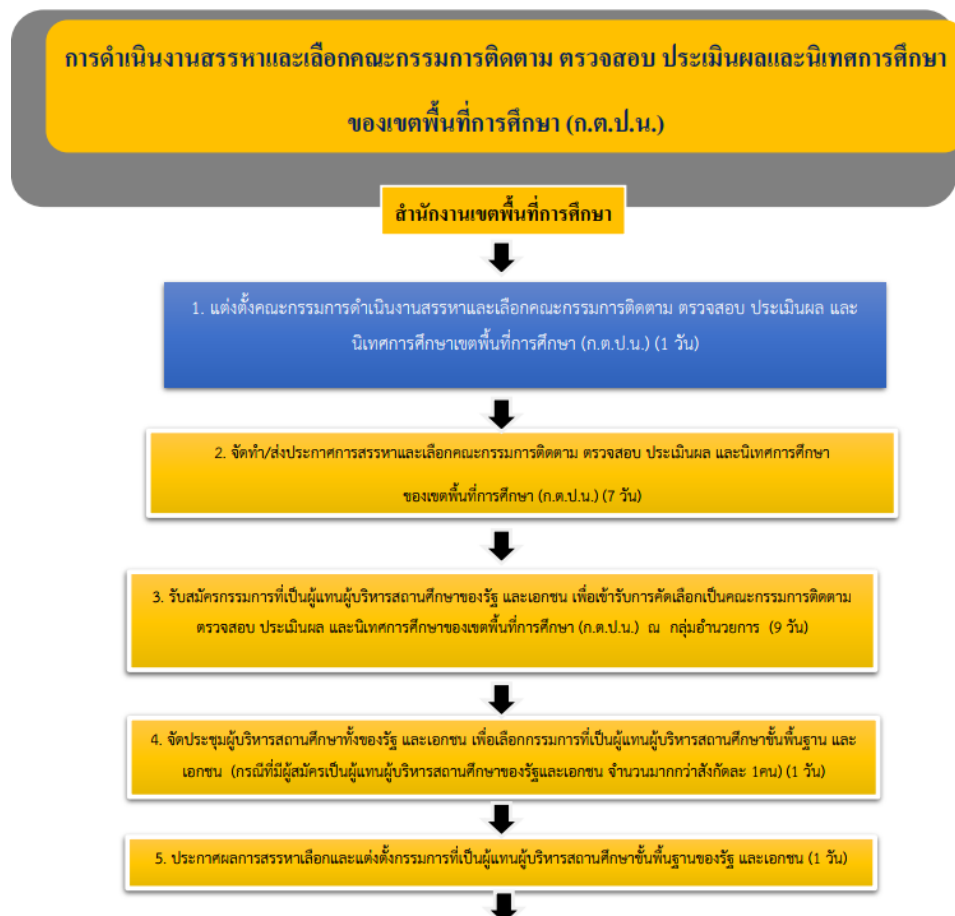 การดำเนินงานสรรหาและเลือกคณะกรรมการติดตาม ตรวจสอบ ประเมินผลและนิเทศการศึกษา
ของเขตพื้นที่การศึกษา (ก.ต.ป.น.)
สำนักงานเขตพื้นที่การศึกษา
1. แต่งตั้งคณะกรรมการดำเนินงานสรรหาและเลือกคณะกรรมการติดตาม ตรวจสอบ ประเมินผล และ
นิเทศการศึกษาเขตพื้นที่การศึกษา (ก.ต.ป.น.) (1 วัน)
2. จัดทำ/ส่งประกาศการสรรหาและเลือกคณะกรรมการติดตาม ตรวจสอบ ประเมินผล และนิเทศการศึกษา
ของเขตพื้นที่การศึกษา (ก.ต.ป.น.) (7 วัน)
3. รับสมัครกรรมการที่เป็นผู้แทนผู้บริหารสถานศึกษาของรัฐ และเอกชน เพื่อเข้ารับการคัดเลือกเป็นคณะกรรมการติดตาม
ตรวจสอบ ประเมินผล และนิเทศการศึกษาของเขตพื้นที่การศึกษา (ก.ต.ป.น.) ณ กลุ่มอำนวยการ (9 วัน)
4. จัดประชุมผู้บริหารสถานศึกษาทั้งของรัฐ และเอกชน เพื่อเลือกกรรมการที่เป็นผู้แทนผู้บริหารสถานศึกษาขั้นพื้นฐาน และ
เอกชน (กรณีที่มีผู้สมัครเป็นผู้แทนผู้บริหารสถานศึกษาของรัฐและเอกชน จำนวนมากกว่าสังกัดละ 1คน) (1 วัน)
5. ประกาศผลการสรรหาเลือกและแต่งตั้งกรรมการที่เป็นผู้แทนผู้บริหารสถานศึกษาขั้นพื้นฐานของรัฐ และเอกชน (1 วัน)